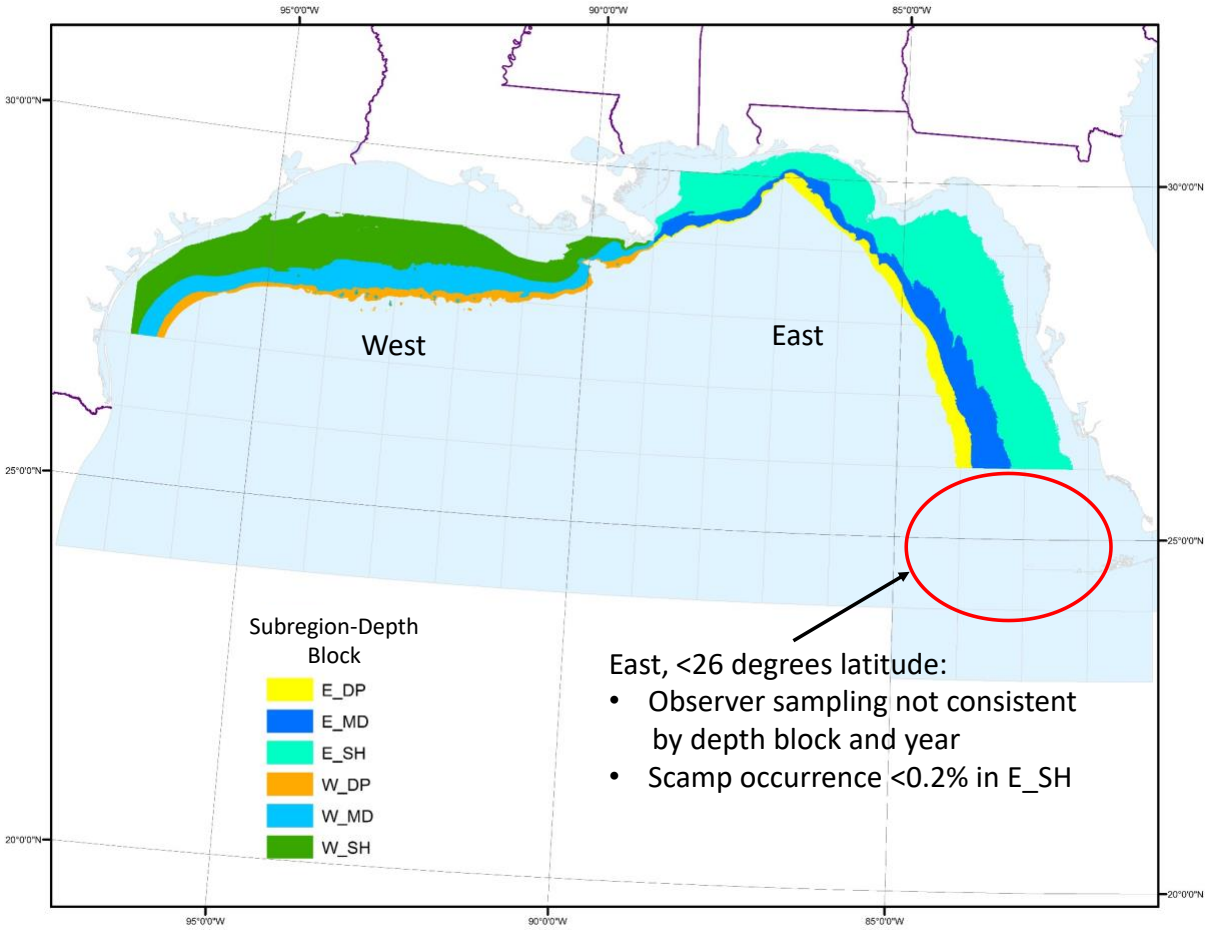 95°0'0"W
90°0'0"W
85°0'0"W
30°0'0"N
30°0'0"N
West
East
25°0'0"N
25°0'0"N
Subregion-Depth
Block
E_DP
E_MD
E_SH
W_DP
W_MD
W_SH
East, <26 degrees latitude:
• Observer sampling not consistent
by depth block and year
• Scamp occurrence <0.2% in E_SH
20°0'0"N
20°0'0"N
95°0'0"W
90°0'0"W
85°0'0"W